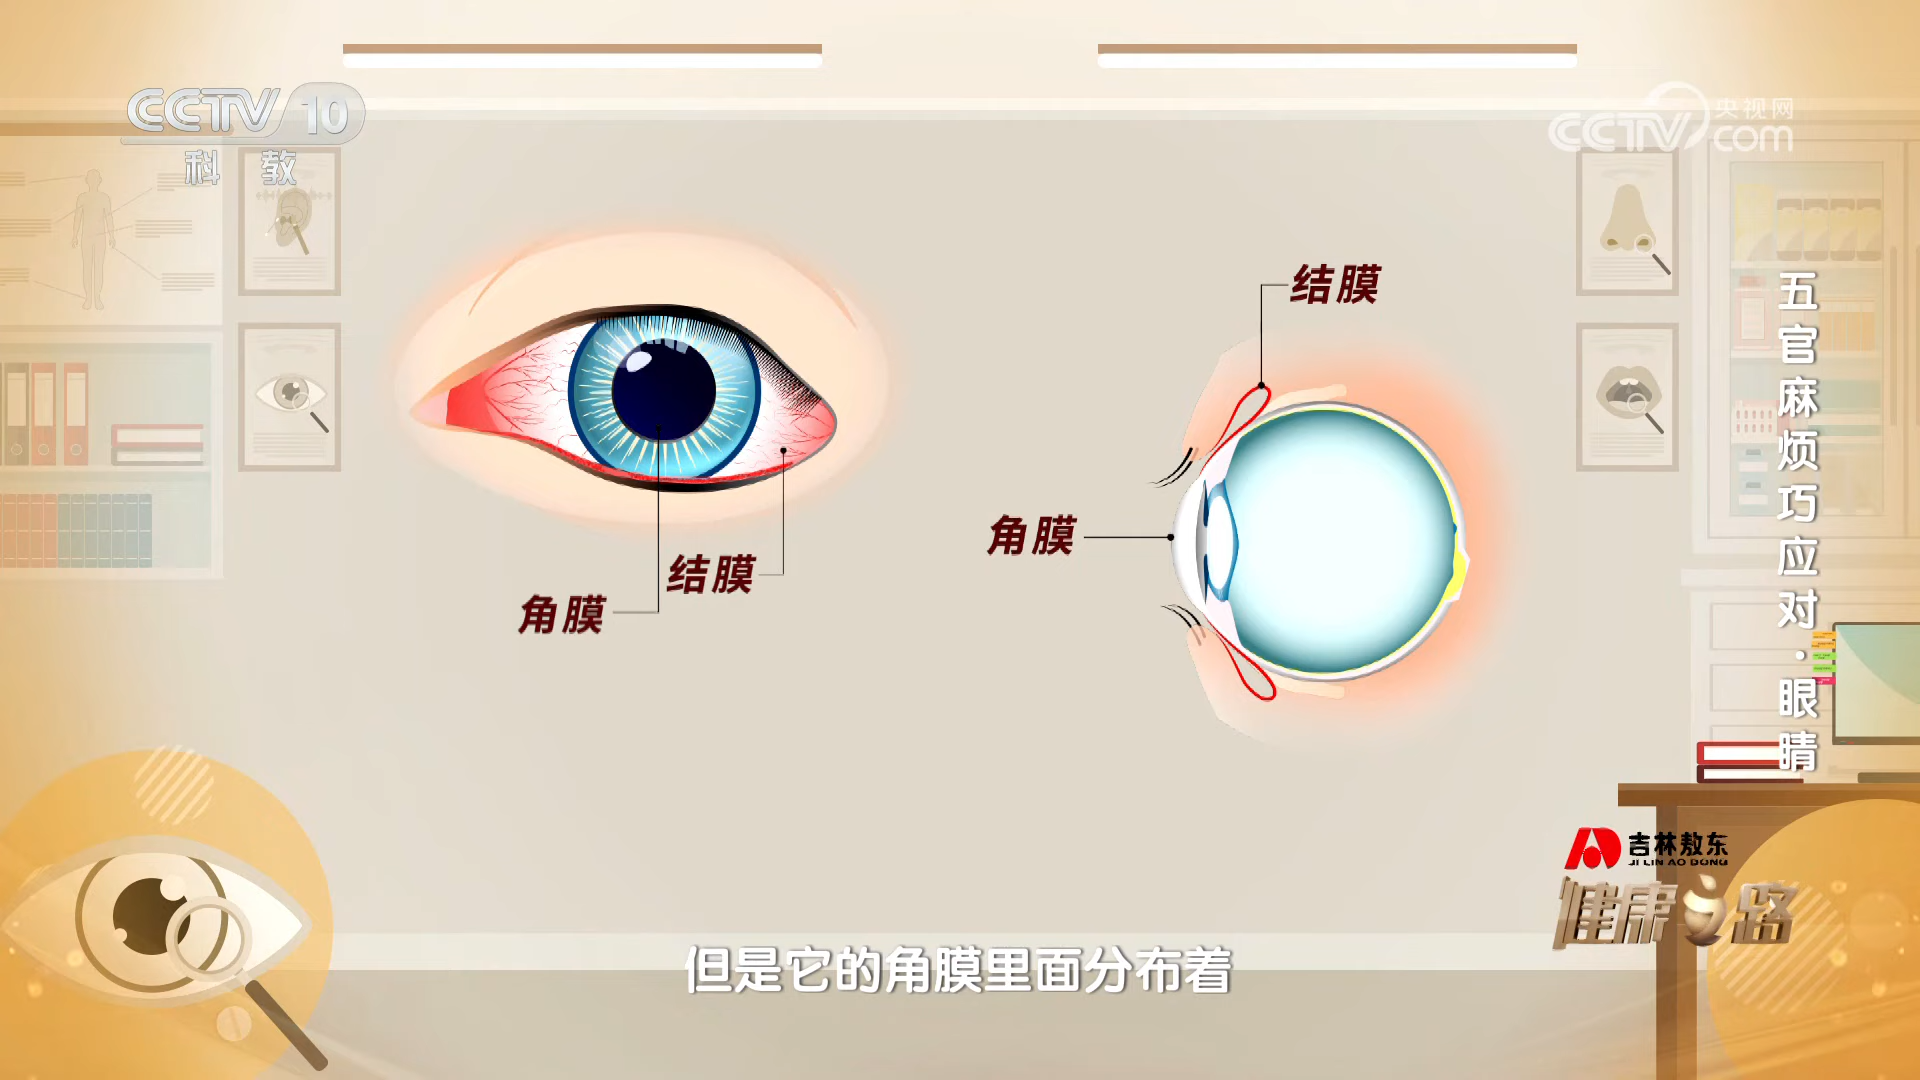 CCTV 10
科 教
央视网
CCTV.com
结膜
角膜
结膜
角膜
五官麻烦巧应对·眼睛
吉林敖东
JI LIN AO DONG
健康之路
但是它的角膜里面分布着